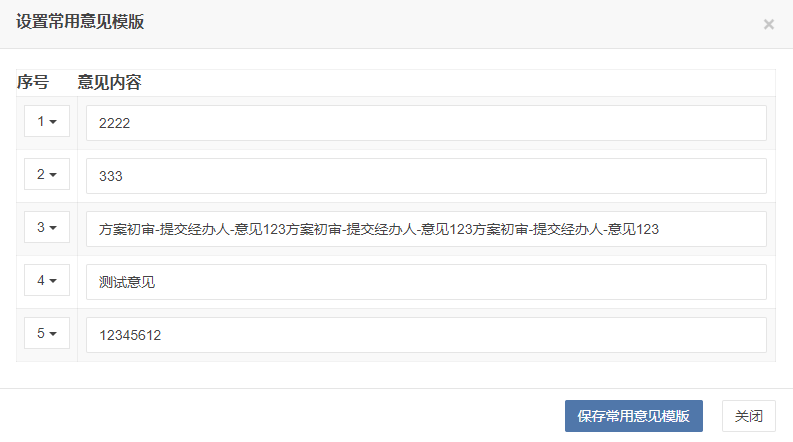 设置常用意见模版
×
序号 意见内容
1 2222
2 333
3 方案初审-提交经办人-意见123方案初审-提交经办人-意见123方案初审-提交经办人-意见123
4 测试意见
5 12345612
保存常用意见模版 关闭